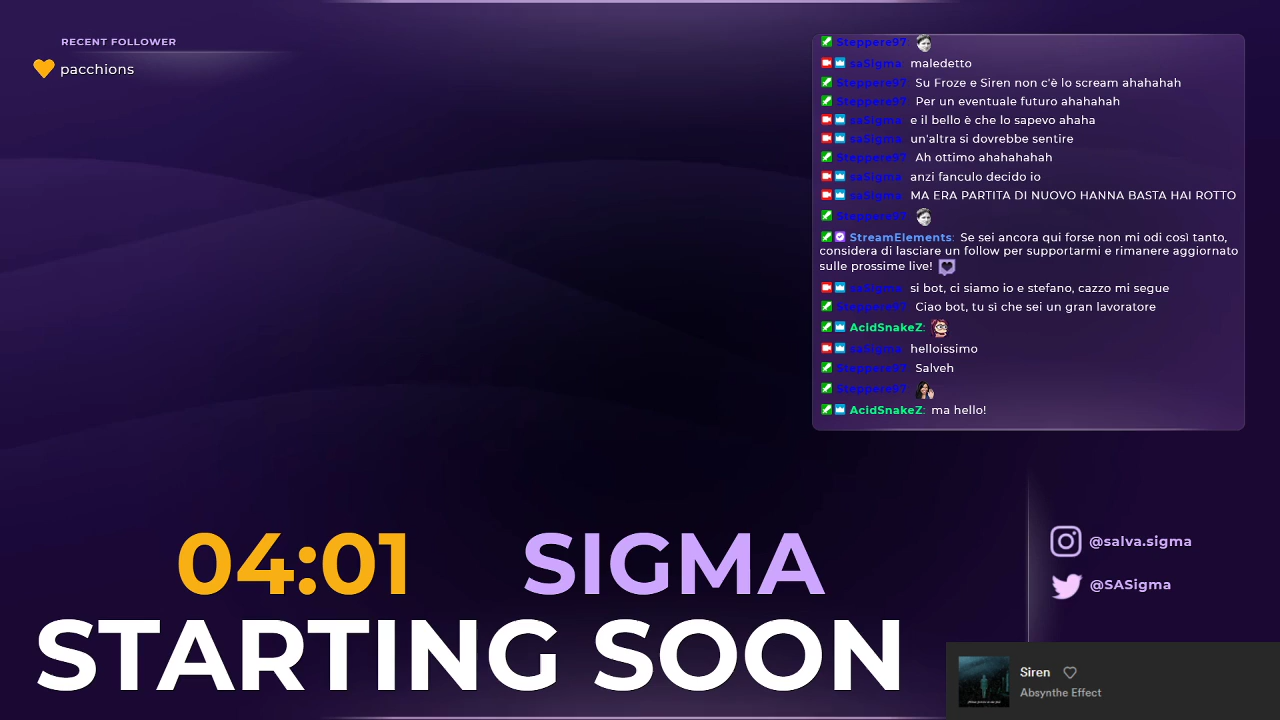 RECENT FOLLOWER
pacchions
Steppere97:
saSigma: maledetto
Steppere97: Su Froze e Siren non c'è lo scream ahahahah
Steppere97: Per un eventuale futuro ahahahah
saSigma: e il bello è che lo sapevo ahaha
saSigma: un'altra si dovrebbe sentire
Steppere97: Ah ottimo ahahahahah
saSigma: anzi fanculo decido io
saSigma: MA ERA PARTITA DI NUOVO HANNA BASTA HAI ROTTO
Steppere97:
StreamElements: Se sei ancora qui forse non mi odi così tanto,
considera di lasciare un follow per supportarmi e rimanere aggiornato
sulle prossime live!
saSigma: si bot, ci siamo io e stefano, cazzo mi segue
Steppere97: Ciao bot, tu si che sei un gran lavoratore
AcidSnakeZ:
saSigma: helloissimo
Steppere97: Salveh
Steppere97:
AcidSnakeZ: ma hello!
04:01 SIGMA
STARTING SOON
@salva.sigma
@SASigma
Siren
Absynthe Effect